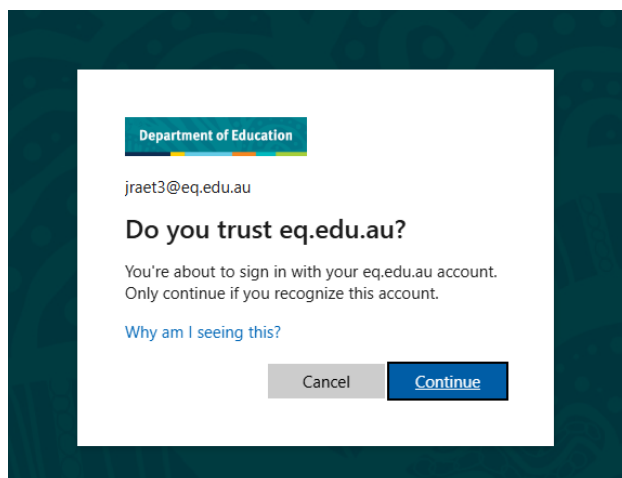 Department of Education
jraet3@eq.edu.au
Do you trust eq.edu.au?
You're about to sign in with your eq.edu.au account.
Only continue if you recognize this account.
Why am I seeing this?
Cancel Continue